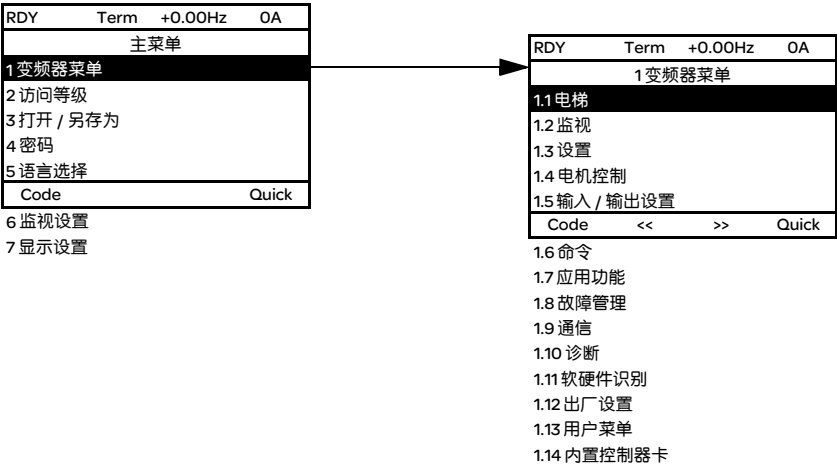 RDY Term +0.00Hz 0A
主菜单
1 变频器菜单
2 访问等级
3 打开 / 另存为
4 密码
5 语言选择
Code Quick
6 监视设置
7 显示设置
RDY Term +0.00Hz 0A
1 变频器菜单
1.1 电梯
1.2 监视
1.3 设置
1.4 电机控制
1.5 输入 / 输出设置
Code << >> Quick
1.6 命令
1.7 应用功能
1.8 故障管理
1.9 通信
1.10 诊断
1.11 软硬件识别
1.12 出厂设置
1.13 用户菜单
1.14 内置控制器卡